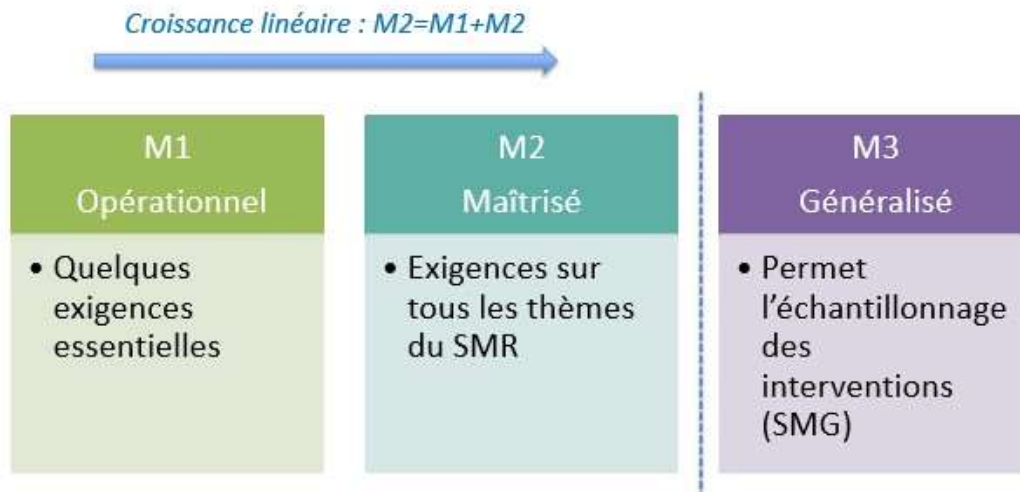 Croissance linéaire : M2=M1+M2
M1
Opérationnel
• Quelques
exigences
essentielles
M2
Maîtrisé
• Exigences sur
tous les thèmes
du SMR
M3
Généralisé
• Permet
l’échantillonnage
des
interventions
(SMG)